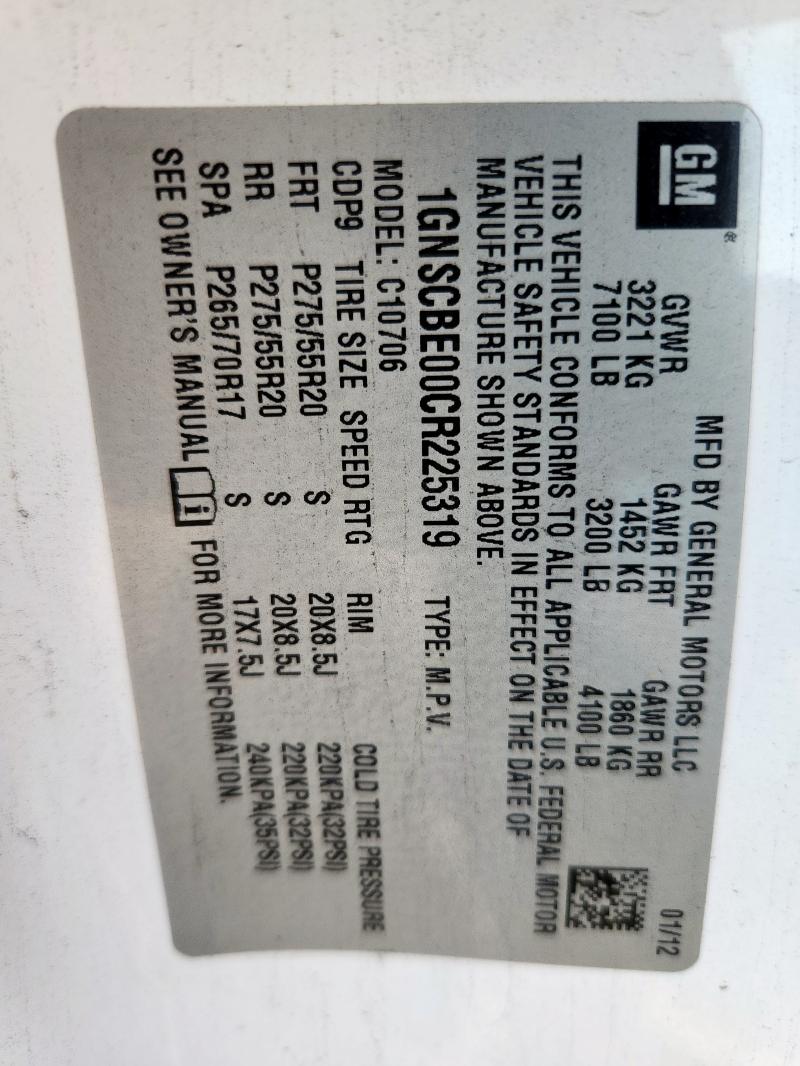 GM®
MFD BY GENERAL MOTORS LLC 01/12
GVWR GAWR FRT GAWR RR
3221 KG 1452 KG 1860 KG
7100 LB 3200 LB 4100 LB
THIS VEHICLE CONFORMS TO ALL APPLICABLE U.S. FEDERAL MOTOR
VEHICLE SAFETY STANDARDS IN EFFECT ON THE DATE OF
MANUFACTURE SHOWN ABOVE.
1GNSCBE00CR225319 TYPE: M.P.V.
MODEL: C10706
CDP9 TIRE SIZE SPEED RTG RIM COLD TIRE PRESSURE
FRT P275/55R20 S 20X8.5J 220KPA(32PSI)
RR P275/55R20 S 20X8.5J 220KPA(32PSI)
SPA P265/70R17 S 17X7.5J 240KPA(35PSI)
SEE OWNER'S MANUAL i FOR MORE INFORMATION.